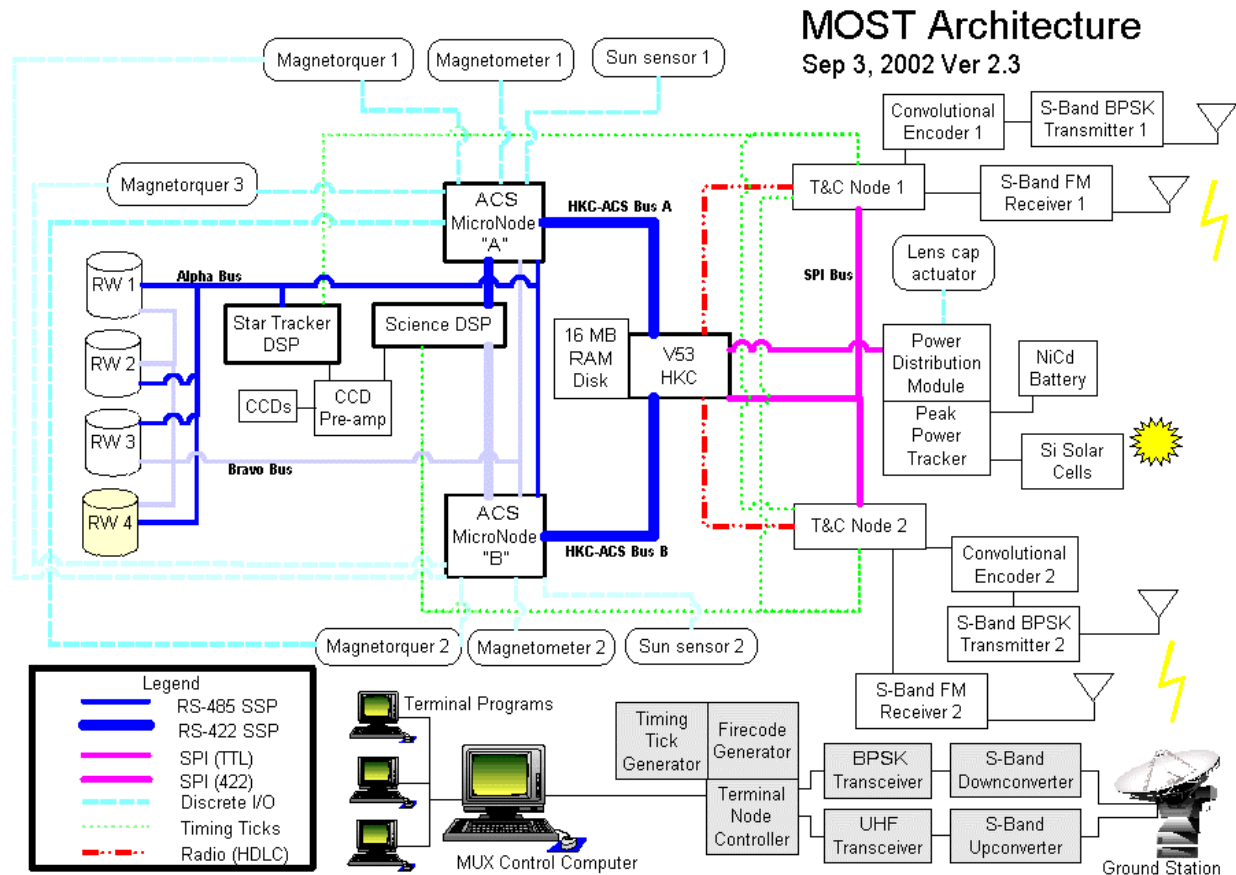 MOST Architecture
Sep 3, 2002 Ver 2.3
Magnetorquer 1
Magnetometer 1
Sun sensor 1
Convolutional
Encoder 1
S-Band BPSK
Transmitter 1
Magnetorquer 3
ACS
MicroNode
"A"
HKC-ACS Bus A
T&C Node 1
S-Band FM
Receiver 1
Lens cap
actuator
SPI Bus
RW 1
Alpha Bus
Star Tracker
DSP
Science DSP
16 MB
RAM
Disk
V53
HKC
Power
Distribution
Module
NiCd
Battery
RW 2
CCDs
CCD
Pre-amp
Peak
Power
Tracker
Si Solar
Cells
RW 3
Bravo Bus
RW 4
ACS
MicroNode
"B"
HKC-ACS Bus B
T&C Node 2
Convolutional
Encoder 2
S-Band BPSK
Transmitter 2
Magnetorquer 2
Magnetometer 2
Sun sensor 2
S-Band FM
Receiver 2
Legend
RS-485 SSP
RS-422 SSP
SPI (TTL)
SPI (422)
Discrete I/O
Timing Ticks
Radio (HDLC)
Terminal Programs
MUX Control Computer
Timing
Tick
Generator
Firecode
Generator
Terminal
Node
Controller
BPSK
Transceiver
S-Band
Downconverter
UHF
Transceiver
S-Band
Upconverter
Ground Station